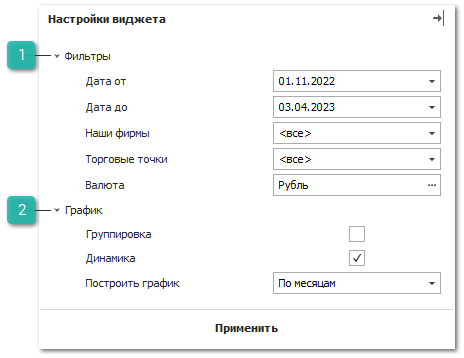 Настройки виджета
1
Фильтры
Дата от 01.11.2022
Дата до 03.04.2023
Наши фирмы <все>
Торговые точки <все>
Валюта Рубль ...
2
График
Группировка
Динамика
Построить график По месяцам
Применить